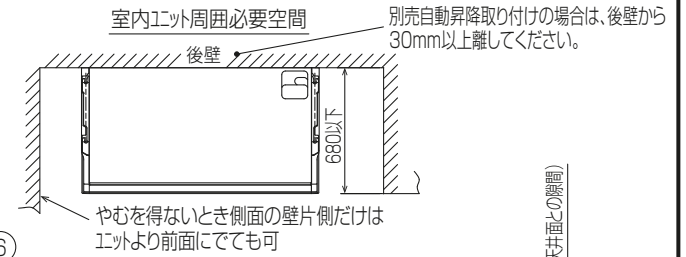 室内ユニット周囲必要空間
別売自動昇降取り付けの場合は、後壁から
30mm以上離してください。
後壁
680以下
やむを得ないとき側面の壁片側だけは
ユニットより前面にでても可
天井面との隙間)
6